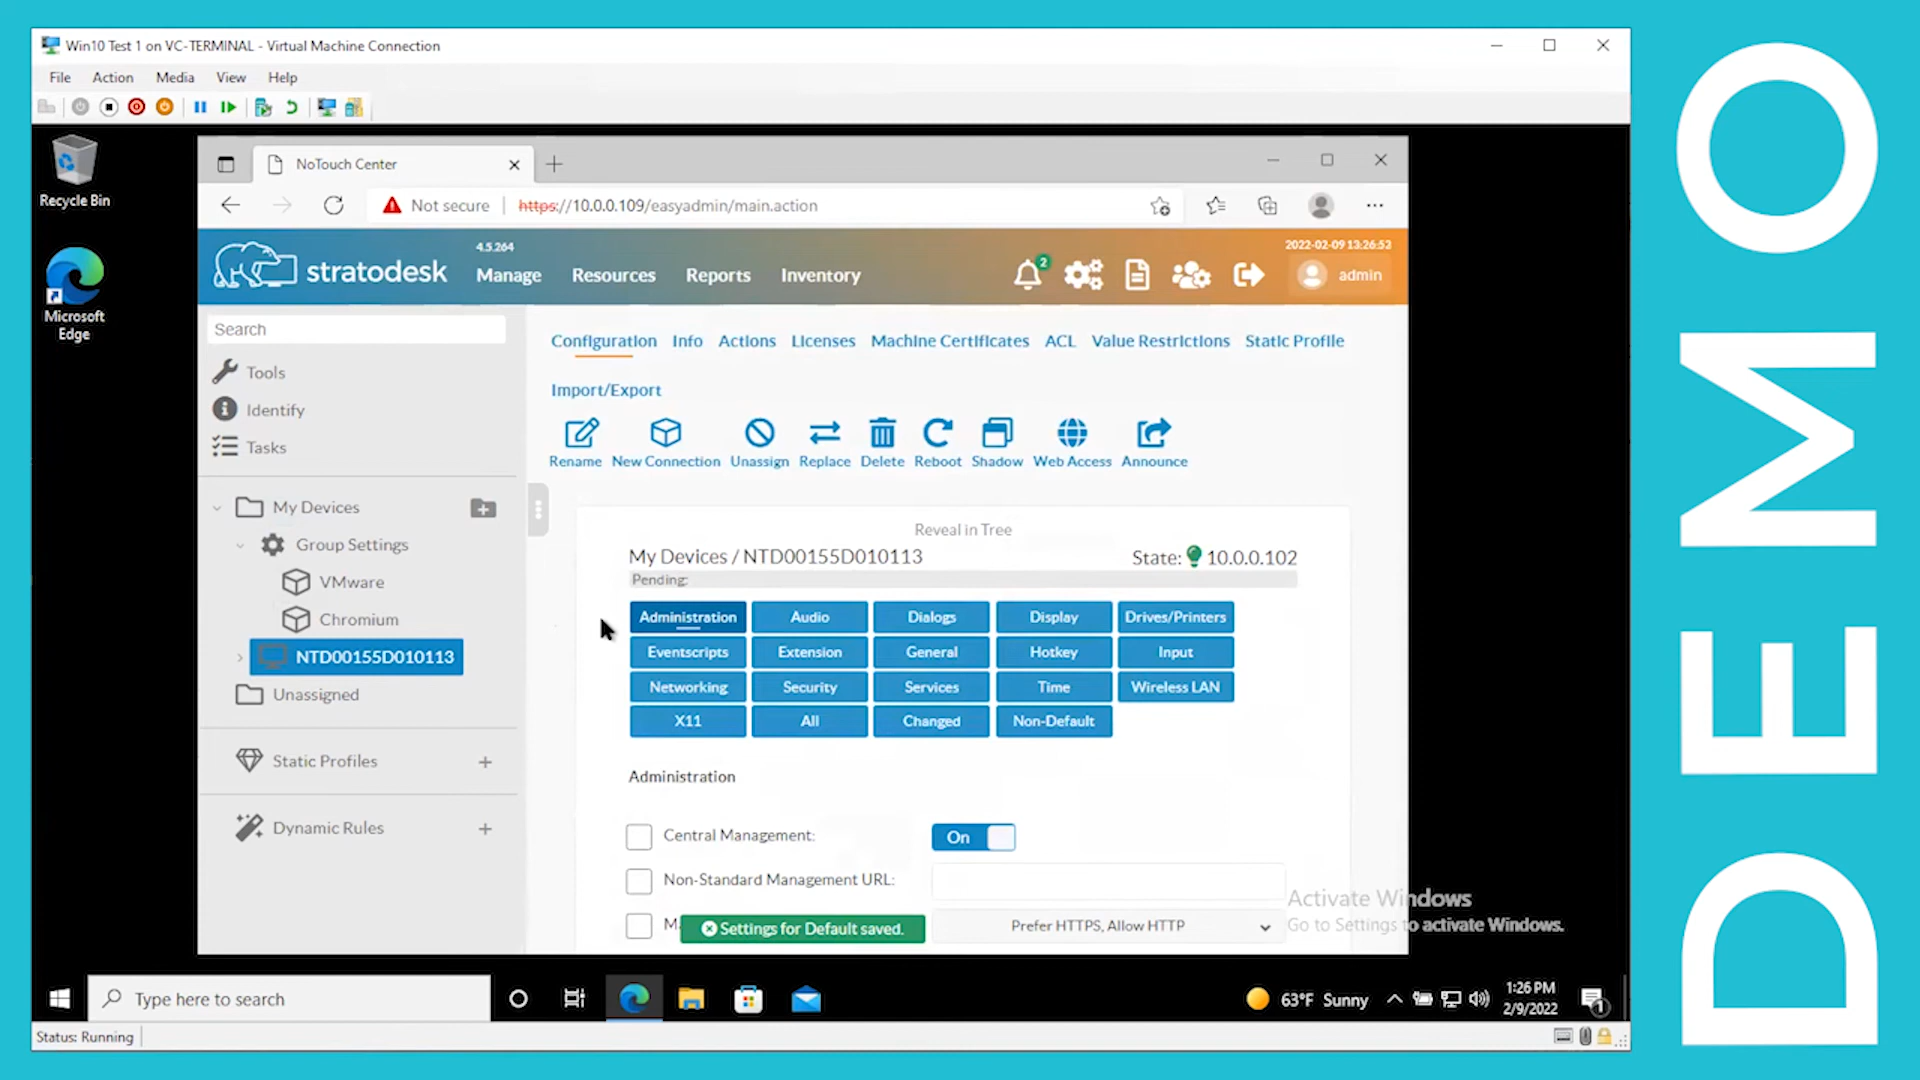 Win10 Test 1 on VC-TERMINAL - Virtual Machine Connection
File Action Media View Help
Recycle Bin
Microsoft
Edge
NoTouch Center
Not secure https://10.0.0.109/easyadmin/main.action
stratodesk
4.5.264
Manage Resources Reports Inventory
2
2022-02-09 13:26:53
admin
Search
Tools
Identify
Tasks
My Devices
Group Settings
VMware
Chromium
NTD00155D010113
Unassigned
Static Profiles
Dynamic Rules
Configuration Info Actions Licenses Machine Certificates ACL Value Restrictions Static Profile
Import/Export
Rename New Connection Unassign Replace Delete Reboot Shadow Web Access Announce
Reveal in Tree
My Devices / NTD00155D010113 State: 10.0.0.102
Pending:
Administration Audio Dialogs Display Drives/Printers
Eventscripts Extension General Hotkey Input
Networking Security Services Time Wireless LAN
X11 All Changed Non-Default
Administration
Central Management: On
Non-Standard Management URL:
Prefer HTTPS, Allow HTTP
Settings for Default saved.
Activate Windows
Go to Settings to activate Windows.
Type here to search
63°F Sunny
1:26 PM
2/9/2022
1
Status: Running
DEMO